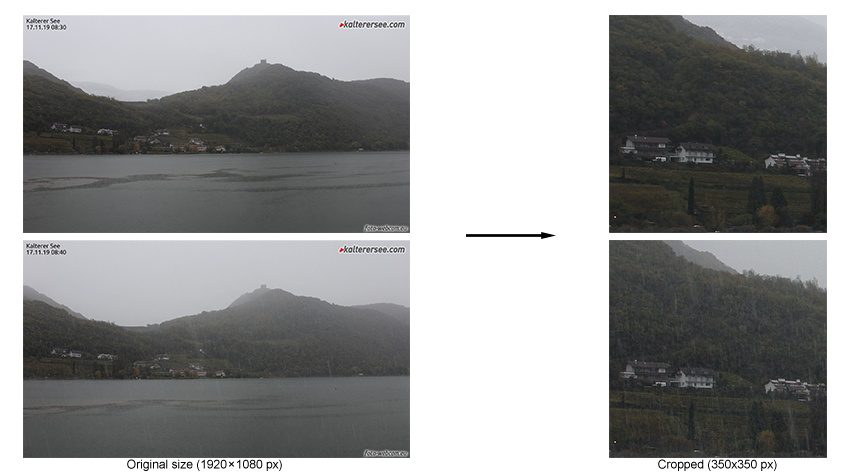 Kalterer See
17.11.19 08:30
kalterersee.com
foto-webcam.eu
Kalterer See
17.11.19 08:40
kalterersee.com
foto-webcam.eu
Original size (1920×1080 px)
Cropped (350x350 px)